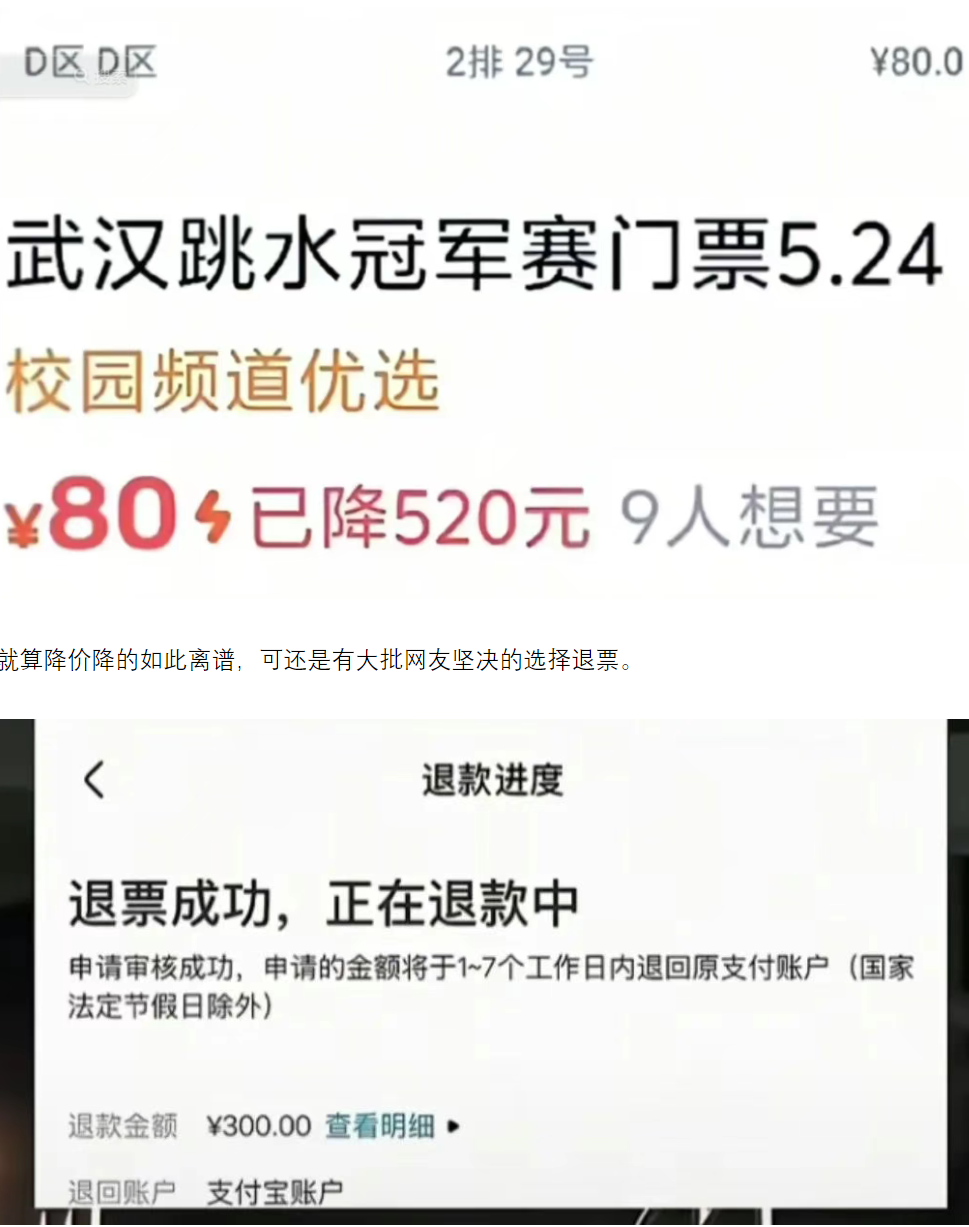 D区 D区 2排 29号 ¥80.0
武汉跳水冠军赛门票5.24
校园频道优选
¥80 已降520元 9人想要
就算降价降的如此离谱，可还是有大批网友坚决的选择退票。
退款进度
退票成功，正在退款中
申请审核成功，申请的金额将于1~7个工作日内退回原支付账户（国家
法定节假日除外）
退款金额 ¥300.00 查看明细
退回账户 支付宝账户